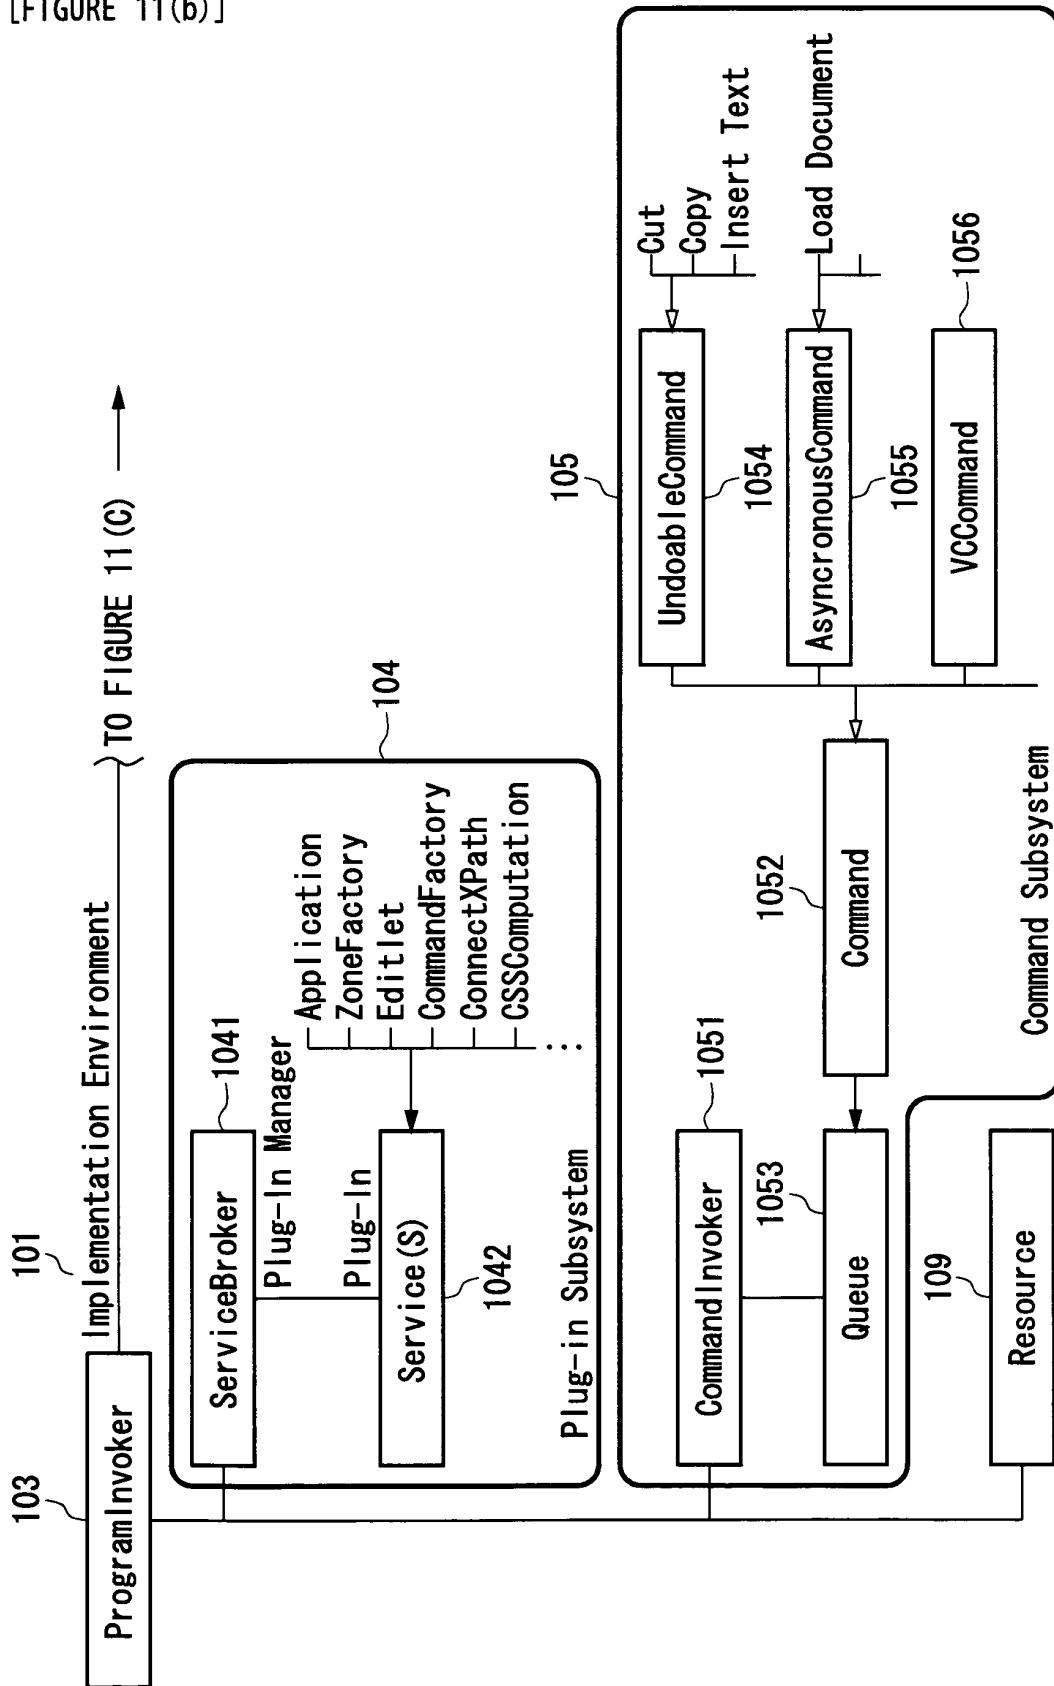 [FIGURE 11(b)]
101
Implementation Environment
103
ProgramInvoker
TO FIGURE 11(C)
104
ServiceBroker
1041
Plug-In Manager
Plug-In
Service(S)
1042
Application
ZoneFactory
Editlet
CommandFactory
ConnectXPath
CSSComputation
...
Plug-in Subsystem
105
CommandInvoker
1051
1053
Queue
1052
Command
UndoableCommand
1054
Cut
Copy
Insert Text
AsyncronousCommand
1055
Load Document
VCCommand
1056
Command Subsystem
109
Resource